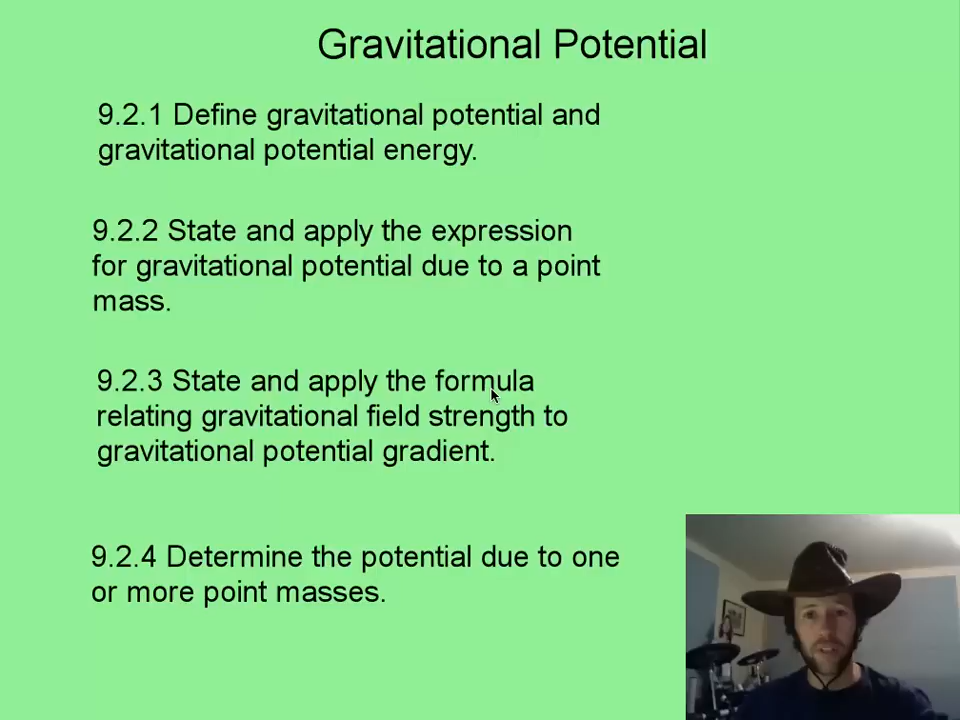 Gravitational Potential
9.2.1 Define gravitational potential and
gravitational potential energy.
9.2.2 State and apply the expression
for gravitational potential due to a point
mass.
9.2.3 State and apply the formula
relating gravitational field strength to
gravitational potential gradient.
9.2.4 Determine the potential due to one
or more point masses.